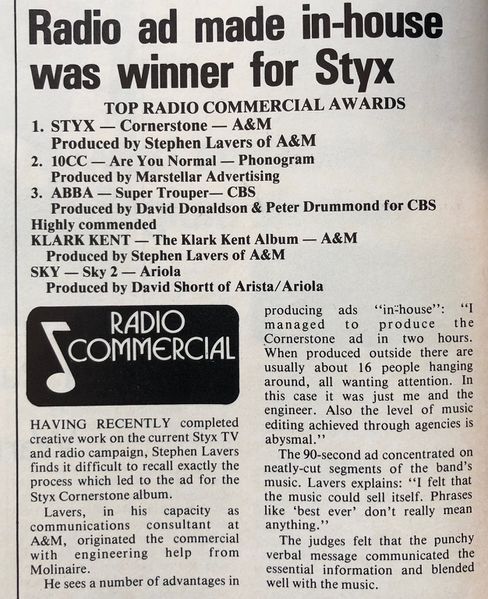 Radio ad made in-house
was winner for Styx
TOP RADIO COMMERCIAL AWARDS
1. STYX — Cornerstone — A&M
Produced by Stephen Lavers of A&M
2. 10CC — Are You Normal — Phonogram
Produced by Marstellar Advertising
3. ABBA — Super Trouper — CBS
Produced by David Donaldson & Peter Drummond for CBS
Highly commended
KLARK KENT — The Klark Kent Album — A&M
Produced by Stephen Lavers of A&M
SKY — Sky 2 — Ariola
Produced by David Shortt of Arista/Ariola
RADIO
COMMERCIAL
HAVING RECENTLY completed
creative work on the current Styx TV
and radio campaign, Stephen Lavers
finds it difficult to recall exactly the
process which led to the ad for the
Styx Cornerstone album.
Lavers, in his capacity as
communications consultant at
A&M, originated the commercial
with engineering help from
Molinaire.
He sees a number of advantages in
producing ads "in-house": "I
managed to produce the
Cornerstone ad in two hours.
When produced outside there are
usually about 16 people hanging
around, all wanting attention. In
this case it was just me and the
engineer. Also the level of music
editing achieved through agencies is
abysmal."
The 90-second ad concentrated on
neatly-cut segments of the band's
music. Lavers explains: "I felt that
the music could sell itself. Phrases
like 'best ever' don't really mean
anything."
The judges felt that the punchy
verbal message communicated the
essential information and blended
well with the music.